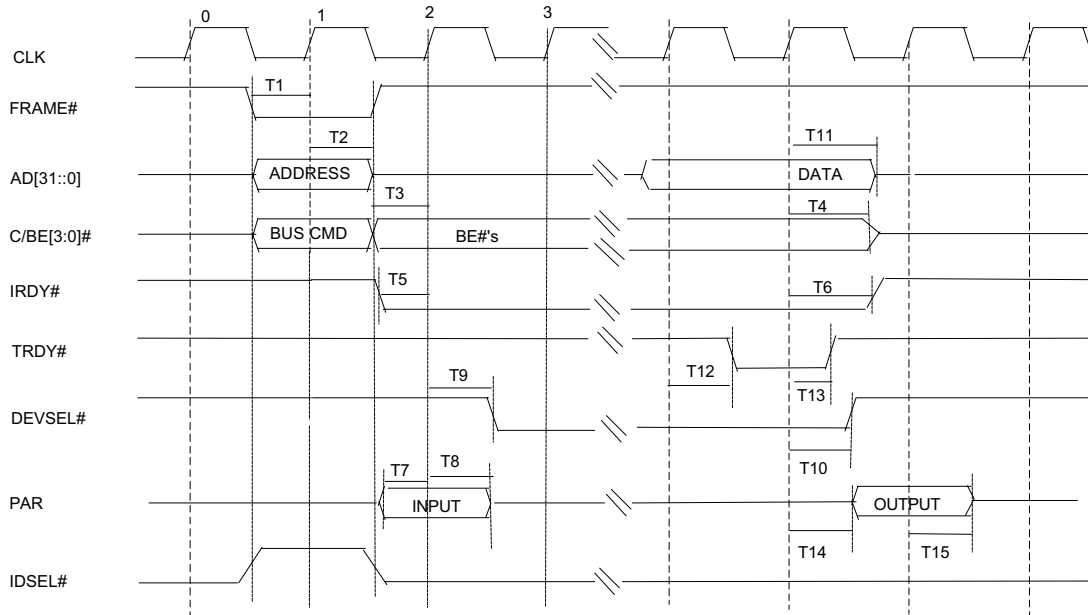 0 1 2 3
CLK
T1
FRAME#
T2 T11
AD[31::0] ADDRESS DATA
T3 T4
C/BE[3:0]# BUS CMD BE#'s
T5 T6
IRDY#
TRDY#
T9 T12 T13
DEVSEL#
T7 T8 T10
PAR INPUT OUTPUT
T14 T15
IDSEL#